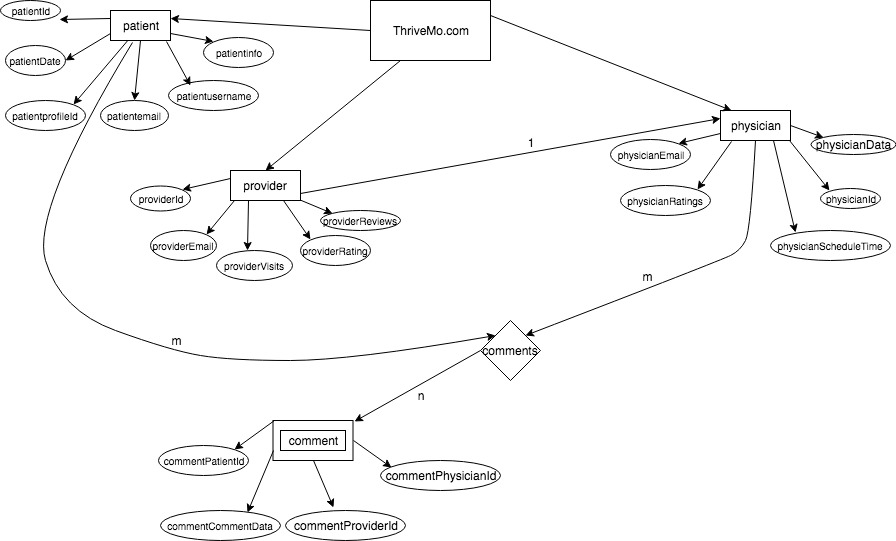 patientId
patient
ThriveMo.com
patientDate
patientinfo
patientusername
patientprofileId
patientemail
physician
physicianData
physicianEmail
1
provider
providerId
physicianRatings
physicianId
providerReviews
providerEmail
providerRating
physicianScheduleTime
providerVisits
m
m
comments
n
comment
commentPatientId
commentPhysicianId
commentCommentData
commentProviderId